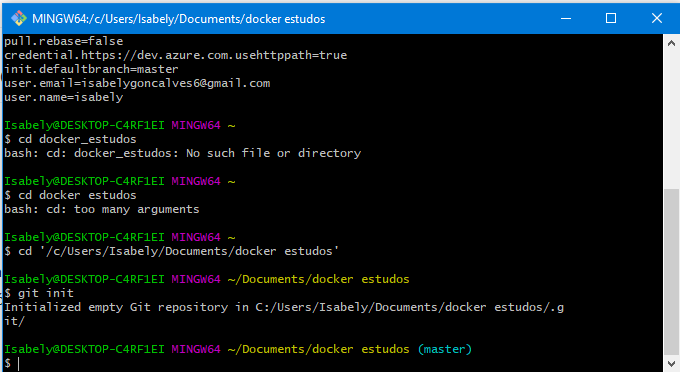 MINGW64:/c/Users/Isabely/Documents/docker estudos
pull.rebase=false
credential.https://dev.azure.com.usehttppath=true
init.defaultbranch=master
user.email=isabelygoncalves6@gmail.com
user.name=isabely
Isabely@DESKTOP-C4RF1EI MINGW64 ~
$ cd docker_estudos
bash: cd: docker_estudos: No such file or directory
Isabely@DESKTOP-C4RF1EI MINGW64 ~
$ cd docker estudos
bash: cd: too many arguments
Isabely@DESKTOP-C4RF1EI MINGW64 ~
$ cd '/c/Users/Isabely/Documents/docker estudos'
Isabely@DESKTOP-C4RF1EI MINGW64 ~/Documents/docker estudos
$ git init
Initialized empty Git repository in C:/Users/Isabely/Documents/docker estudos/.g
it/
Isabely@DESKTOP-C4RF1EI MINGW64 ~/Documents/docker estudos (master)
$